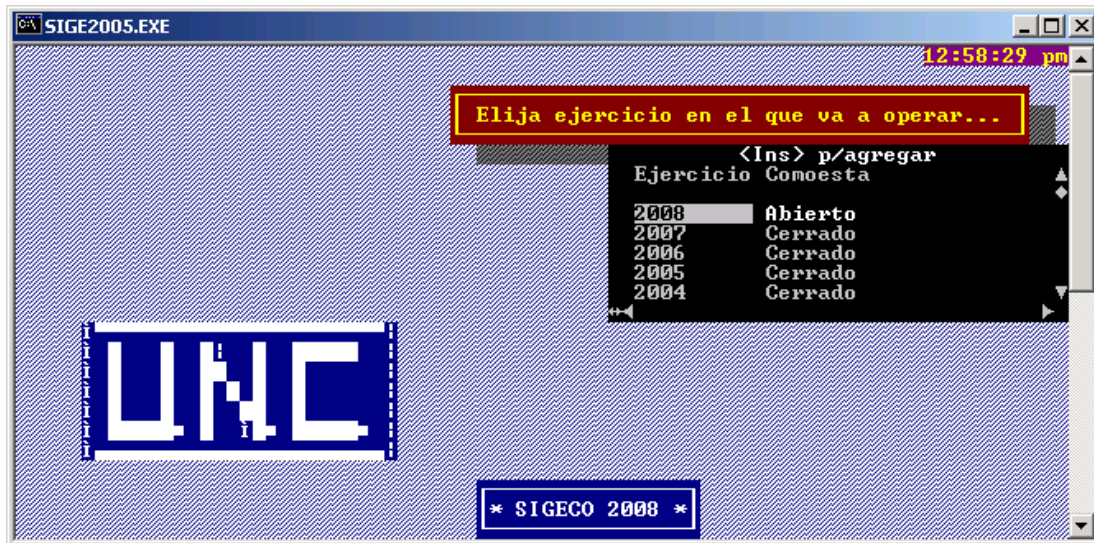 SIGE2005.EXE
12:58:29 pm
Elija ejercicio en el que va a operar...
<Ins> p/agregar
Ejercicio Comoesta
2008 Abierto
2007 Cerrado
2006 Cerrado
2005 Cerrado
2004 Cerrado
UNC
* SIGECO 2008 *